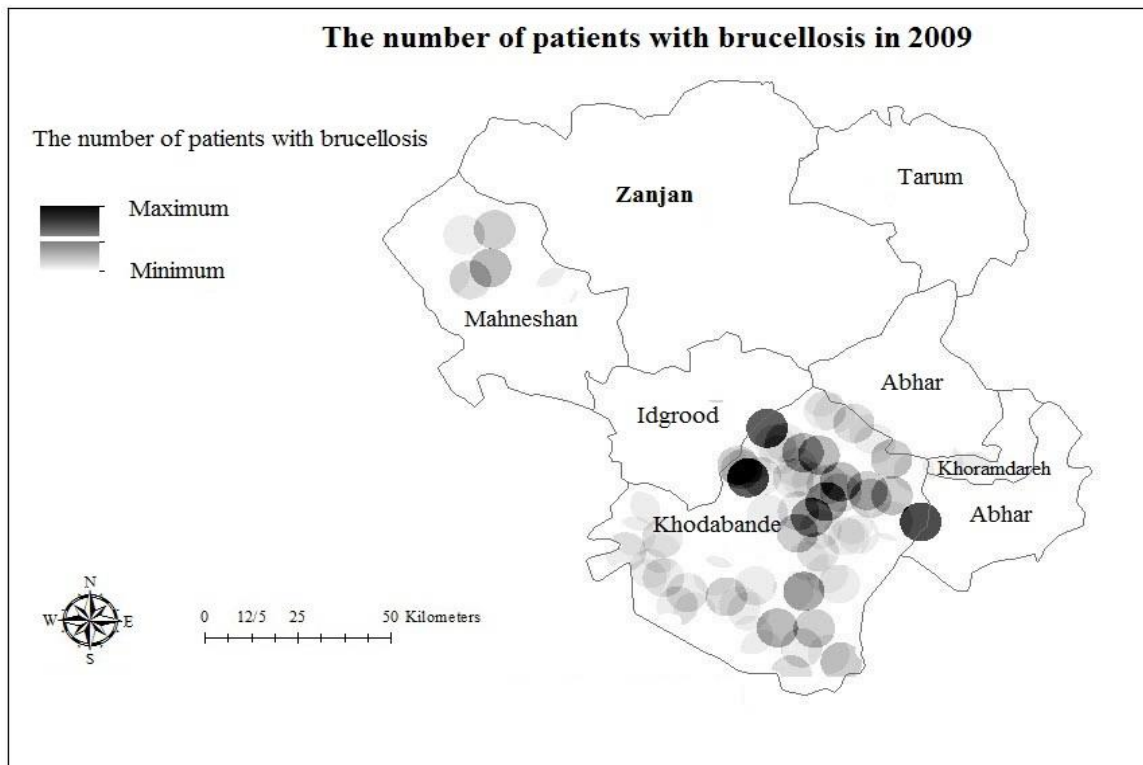 The number of patients with brucellosis in 2009
The number of patients with brucellosis
Maximum
Minimum
Zanjan
Tarum
Mahneshan
Idgrood
Abhar
Khoramdareh
Khodabande
Abhar
N
W E
S
0 12/5 25 50 Kilometers